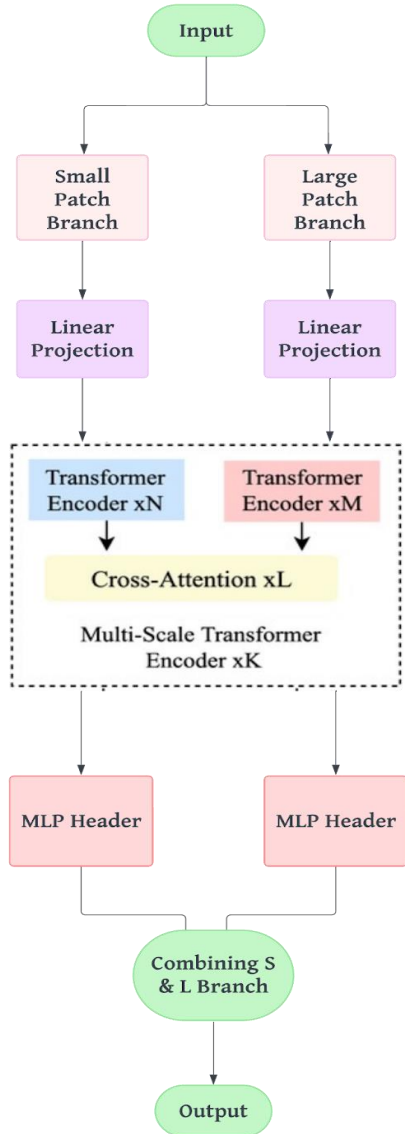 Input
Small
Patch
Branch
Large
Patch
Branch
Linear
Projection
Linear
Projection
Transformer
Encoder xN
Transformer
Encoder xM
Cross-Attention xL
Multi-Scale Transformer
Encoder xK
MLP Header
MLP Header
Combining S
& L Branch
Output